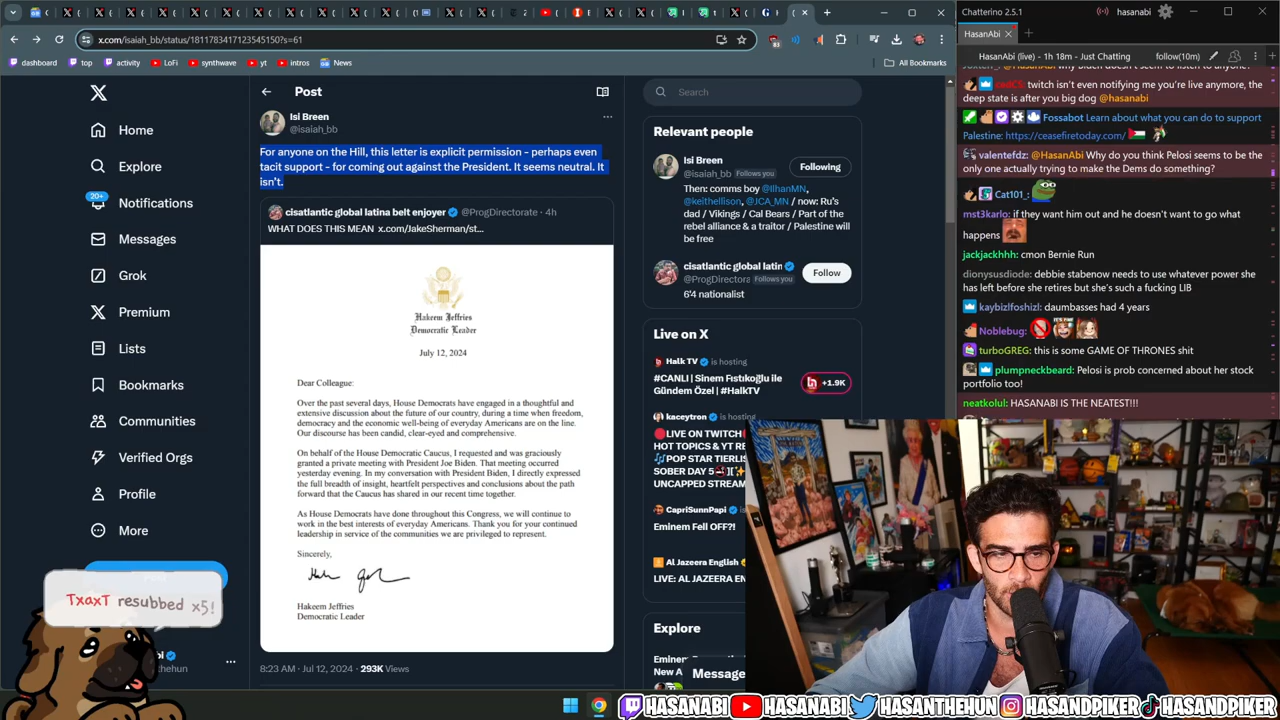 Chatterino 2.5.1
hasanabi
x.com/isaiah_bb/status/1811783417123545150?s=61
HasanAbi
dashboard
top
activity
LoFi
synthwave
yt
intros
News
All Bookmarks
HasanAbi (live) - 1h 18m - Just Chatting
follow(10m)
Home
Explore
20+
Notifications
Messages
Grok
Premium
Lists
Bookmarks
Communities
Verified Orgs
Profile
More
TxaxT resubbed x5!
Post
Isi Breen
@isaiah_bb
For anyone on the Hill, this letter is explicit permission - perhaps even
tacit support - for coming out against the President. It seems neutral. It
isn't.
cisatlantic global latina belt enjoyer
@ProgDirectorate · 4h
WHAT DOES THIS MEAN x.com/JakeSherman/st...
Hakeem Jeffries
Democratic Leader
July 12, 2024
Dear Colleague:
Over the past several days, House Democrats have engaged in a thoughtful and
extensive discussion about the future of our country, during a time when freedom,
democracy and the economic well-being of everyday Americans are on the line.
Our discourse has been candid, clear-eyed and comprehensive.
On behalf of the House Democratic Caucus, I requested and was graciously
granted a private meeting with President Joe Biden. That meeting occurred
yesterday evening. In my conversation with President Biden, I directly expressed
the full breadth of insight, heartfelt perspectives and conclusions about the path
forward that the Caucus has shared in our recent time together.
As House Democrats have done throughout this Congress, we will continue to
work in the best interests of everyday Americans. Thank you for your continued
leadership in service of the communities we are privileged to represent.
Sincerely,
Hakeem Jeffries
Democratic Leader
8:23 AM · Jul 12, 2024 · 293K Views
Search
Relevant people
Isi Breen
@isaiah_bb Follows you
Following
Then: comms boy @IlhanMN,
@keithellison, @JCA_MN / now: Ru's
dad / Vikings / Cal Bears / Part of the
rebel alliance & a traitor / Palestine will
be free
cisatlantic global latin
@ProgDirectora Follows you
Follow
6'4 nationalist
Live on X
Halk TV is hosting
#CANLI | Sinem Fıstıkoğlu ile
Gündem Özel | #HalkTV
+1.9K
kaceytron is hosting
LIVE ON TWITCH
HOT TOPICS & YT RE
POP STAR TIERLIS
SOBER DAY 5
UNCAPPED STREAM
CapriSunnPapi is hosting
Eminem Fell OFF?!
Al Jazeera English
LIVE: AL JAZEERA EN
Explore
Messages
cedCS: twitch isn't even notifying me you're live anymore, the
deep state is after you big dog @hasanabi
Fossabot Learn about what you can do to support
Palestine: https://ceasefiretoday.com/
valentefdz: @HasanAbi Why do you think Pelosi seems to be the
only one actually trying to make the Dems do something?
Cat101_:
mst3karlo: if they want him out and he doesn't want to go what
happens
jackjackhhh: cmon Bernie Run
dionysusdiode: debbie stabenow needs to use whatever power she
has left before she retires but she's such a fucking LIB
kaybizlfoshizl: daumbasses had 4 years
Noblebug:
turboGREG: this is some GAME OF THRONES shit
plumpneckbeard: Pelosi is prob concerned about her stock
portfolio too!
neatkolul: HASANABI IS THE NEATEST!!!
HASANABI
HASANABI
HASANTHEHUN
HASANDPIKER
HASANDPIKER